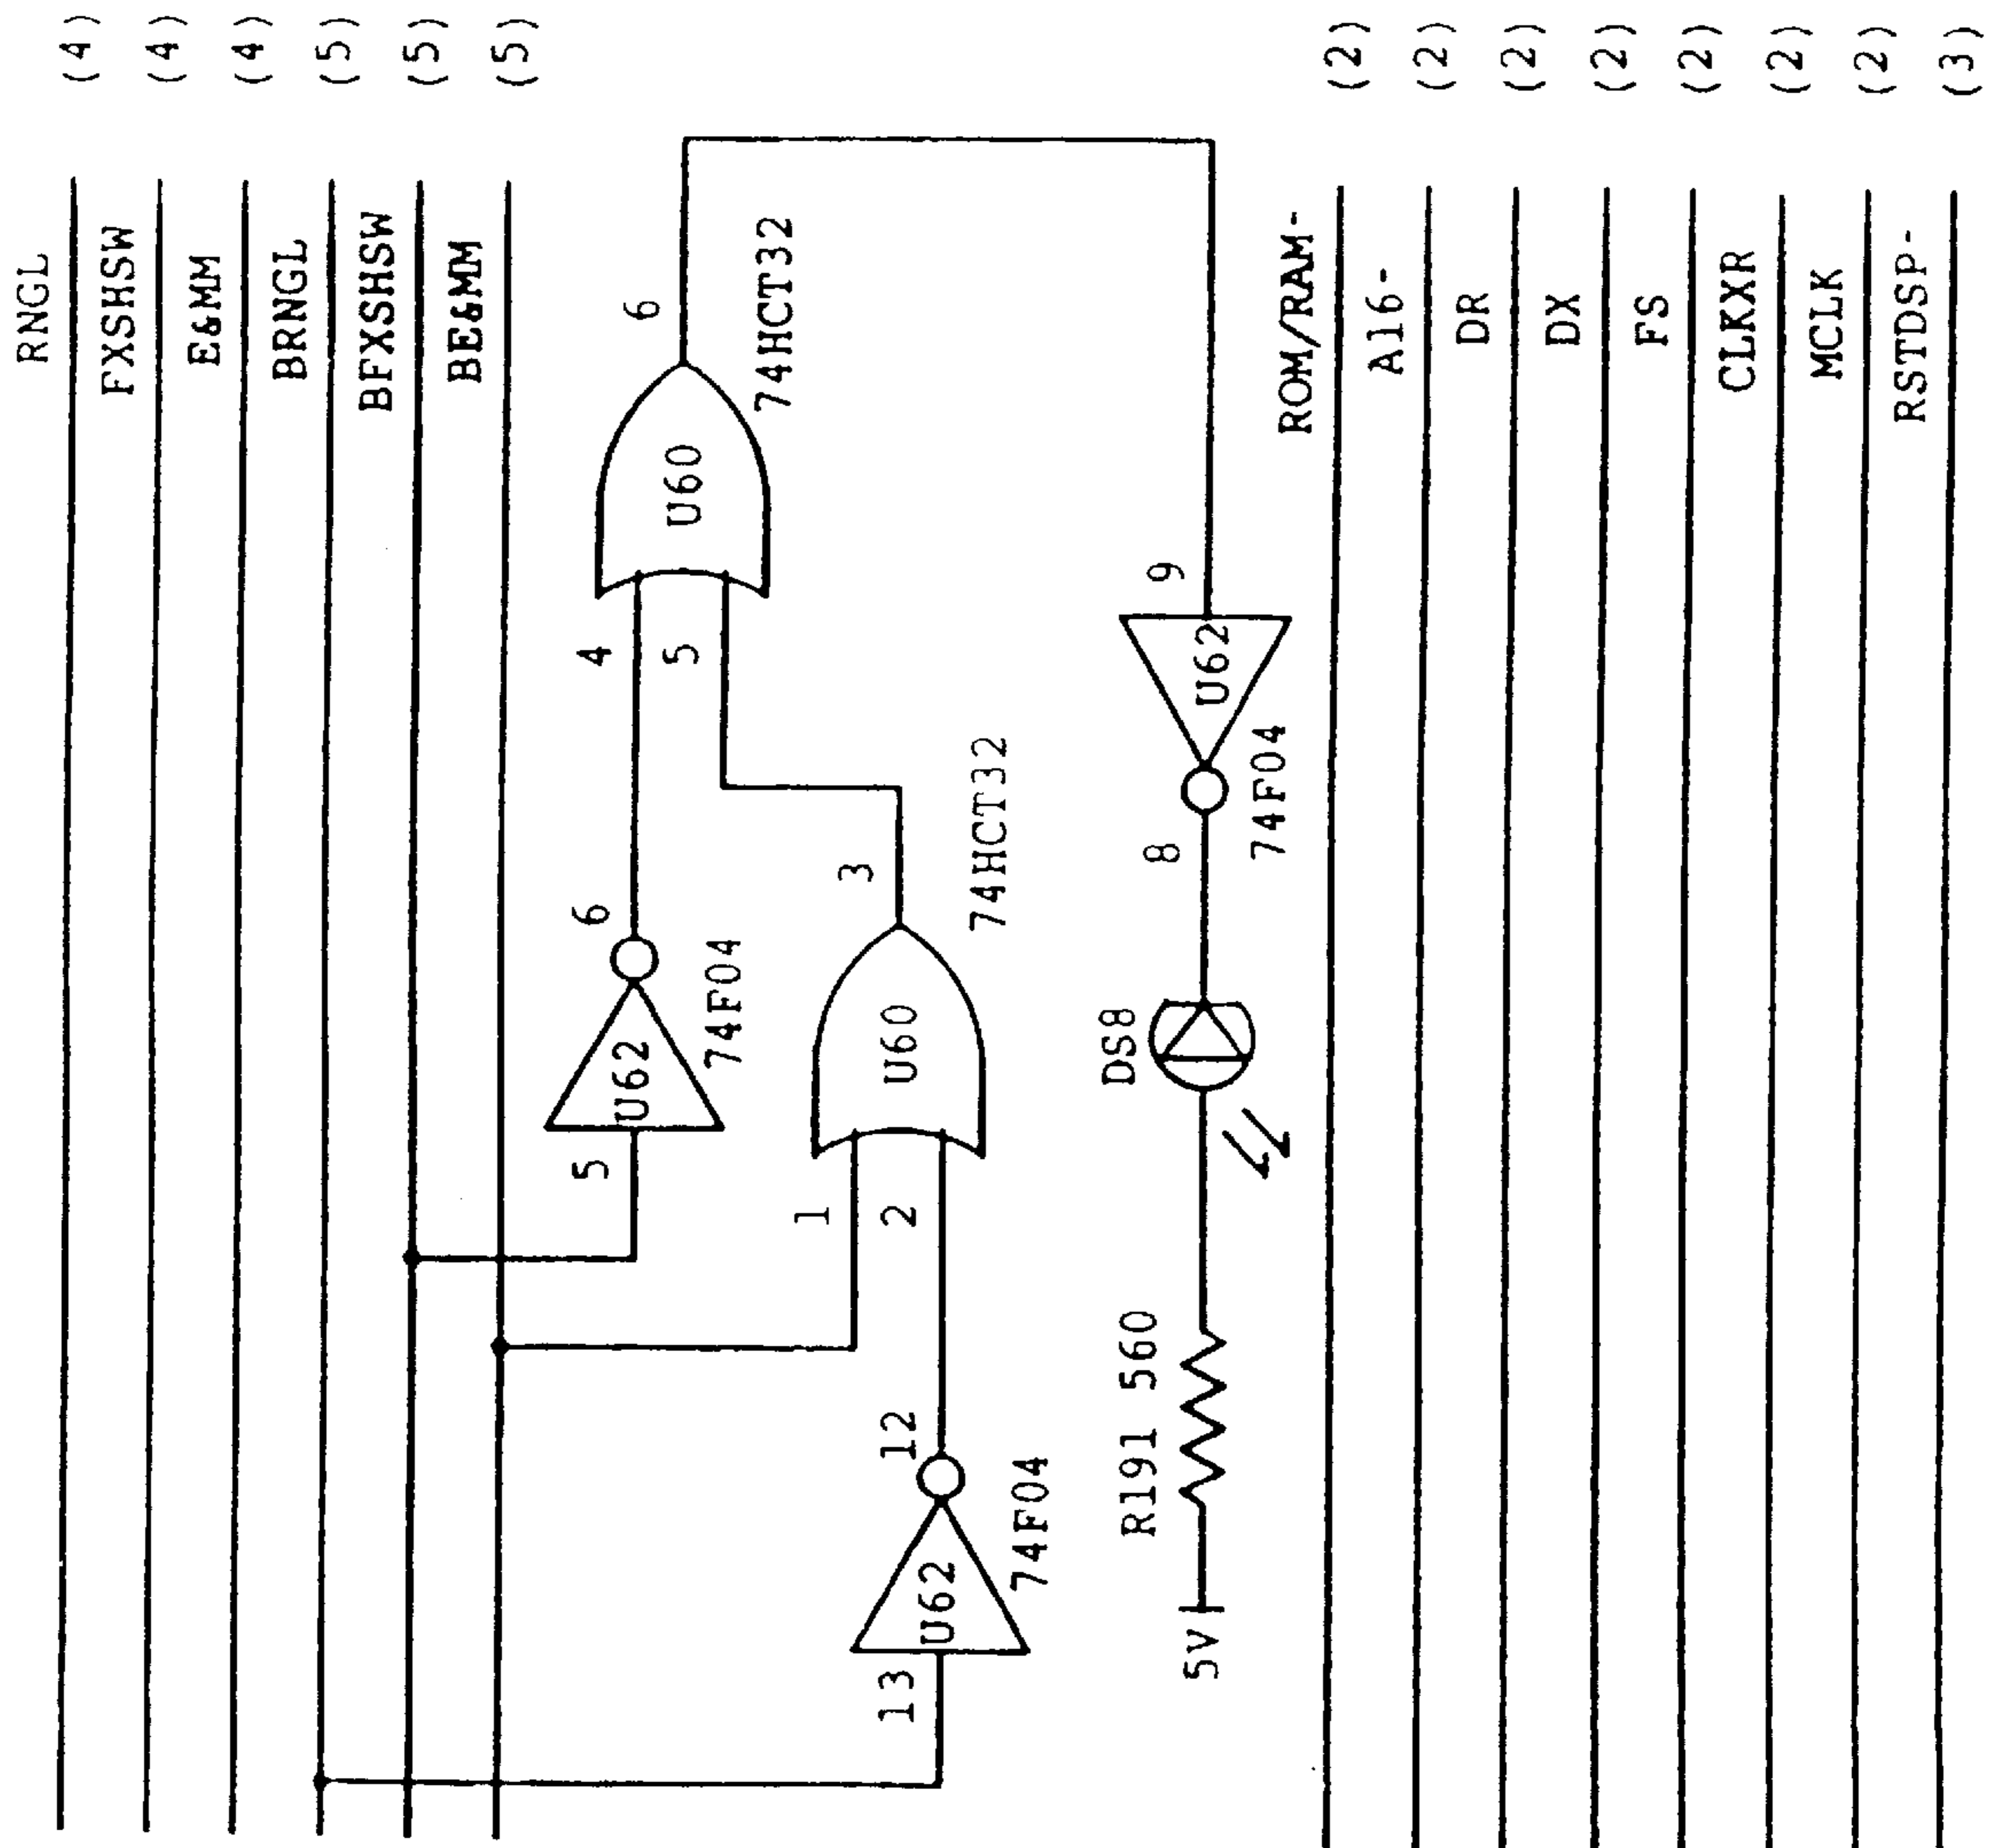 RNGL (4)
FXSHSW (4)
E&MM (4)
BRNGL (5)
BFXSHSW (5)
BE&MM (5)
5 6 4
U62 6
5 U60
74F04
74HCT32
1
3
13 12 2 U60
U62
74HCT32
74F04
DS8
R191 560
8 9
5V U62
74F04
ROM/RAM- (2)
A16- (2)
DR (2)
DX (2)
FS (2)
CLKXR (2)
MCLK (2)
RSTDSP- (3)